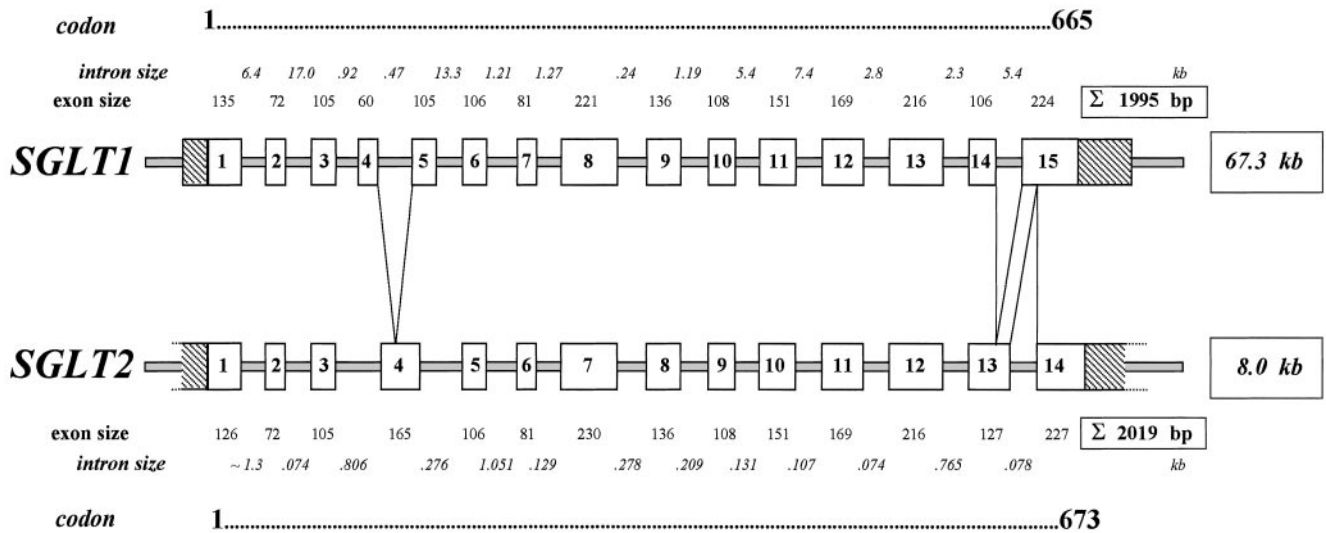 codon 1......................................................................................................665
intron size 6.4 17.0 .92 .47 13.3 1.21 1.27 .24 1.19 5.4 7.4 2.8 2.3 5.4 kb
exon size 135 72 105 60 105 106 81 221 136 108 151 169 216 106 224 Σ 1995 bp
SGLT1 1 2 3 4 5 6 7 8 9 10 11 12 13 14 15 67.3 kb
SGLT2 1 2 3 4 5 6 7 8 9 10 11 12 13 14 8.0 kb
exon size 126 72 105 165 106 81 230 136 108 151 169 216 127 227 Σ 2019 bp
intron size ~ 1.3 .074 .806 .276 1.051 .129 .278 .209 .131 .107 .074 .765 .078 kb
codon 1......................................................................................................673